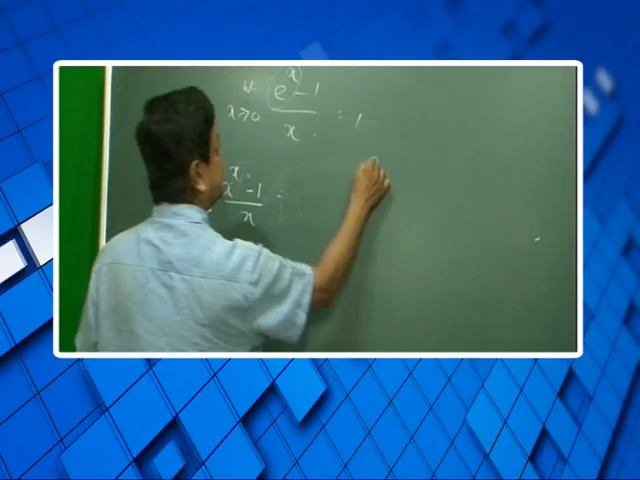 lt e^x - 1
x→0 x = 1
x - 1 =
x